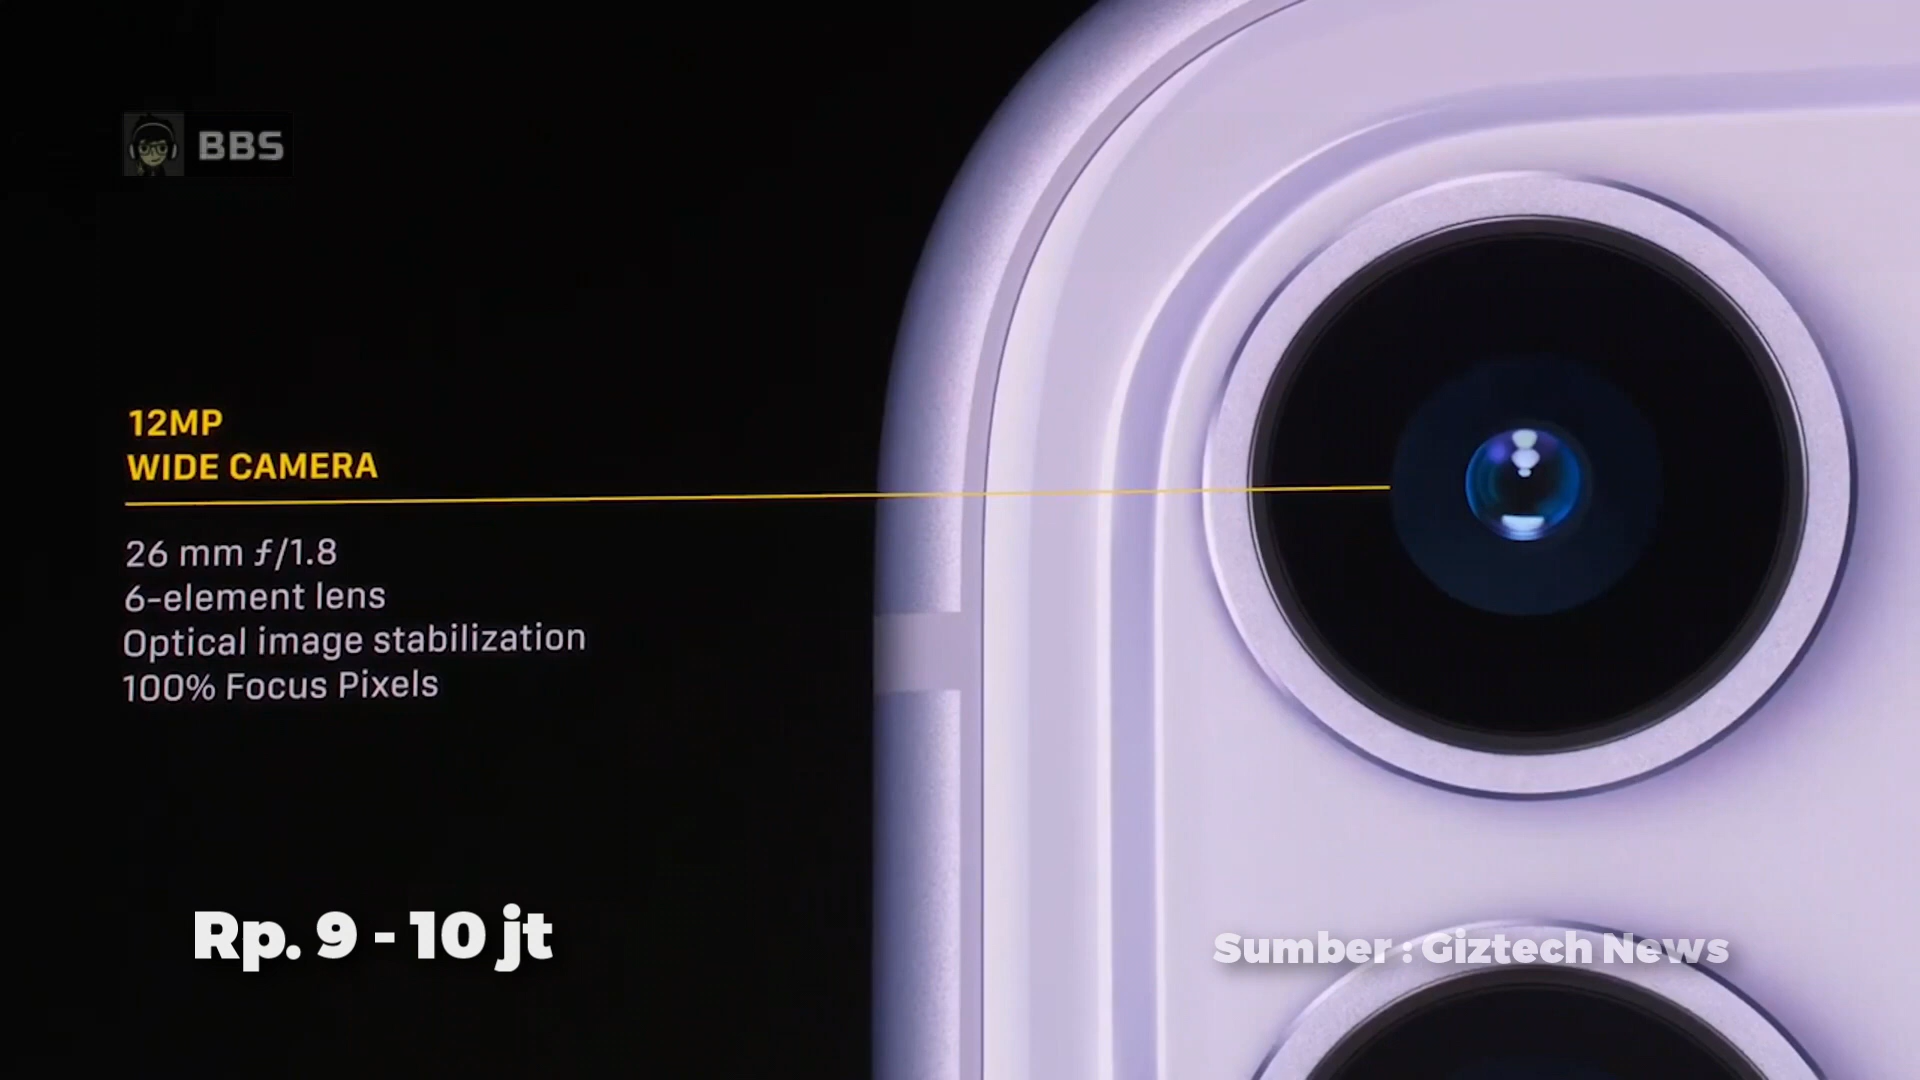 BBS
12MP
WIDE CAMERA
26 mm ƒ/1.8
6-element lens
Optical image stabilization
100% Focus Pixels
Rp. 9 - 10 jt
Sumber : Giztech News